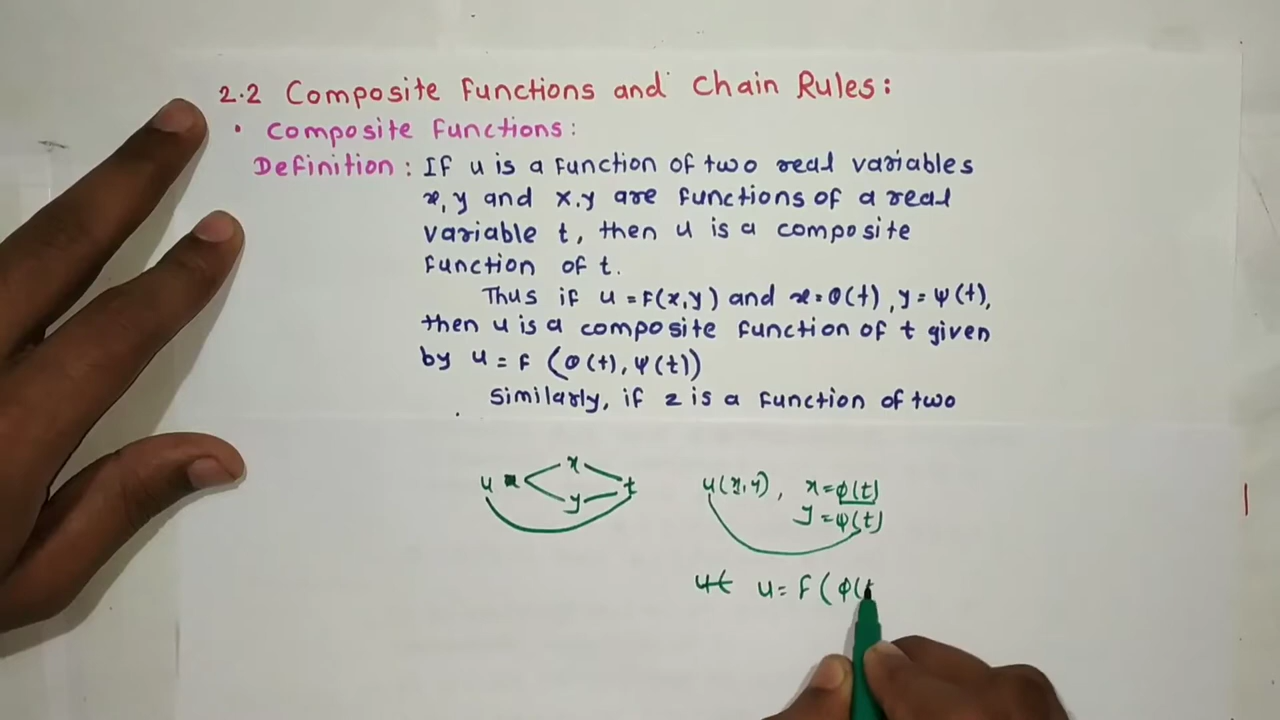 2.2 Composite Functions and Chain Rules:
• Composite Functions:
Definition: If u is a function of two real variables
x, y and x.y are functions of a real
variable t, then u is a composite
function of t.
Thus if u = F(x,y) and x = Φ(t), y = Ψ(t),
then u is a composite function of t given
by u = F (Φ(t), Ψ(t))
Similarly, if z is a function of two
x
u t
y
u(x,y), x = φ(t)
y = ψ(t)
u = F ( φ(t